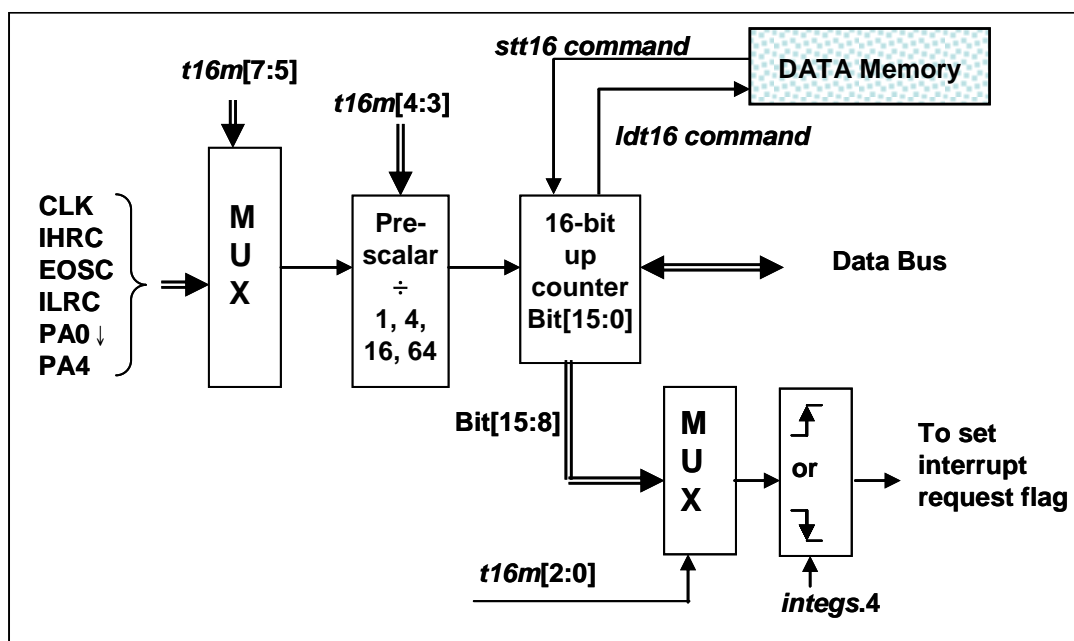 stt16 command
DATA Memory
t16m[7:5]
t16m[4:3]
ldt16 command
CLK
IHRC
EOSC
ILRC
PA0↓
PA4
M
U
X
Pre-
scalar
÷
1, 4,
16, 64
16-bit
up
counter
Bit[15:0]
Data Bus
Bit[15:8]
M
U
X
or
To set
interrupt
request flag
t16m[2:0]
integs.4